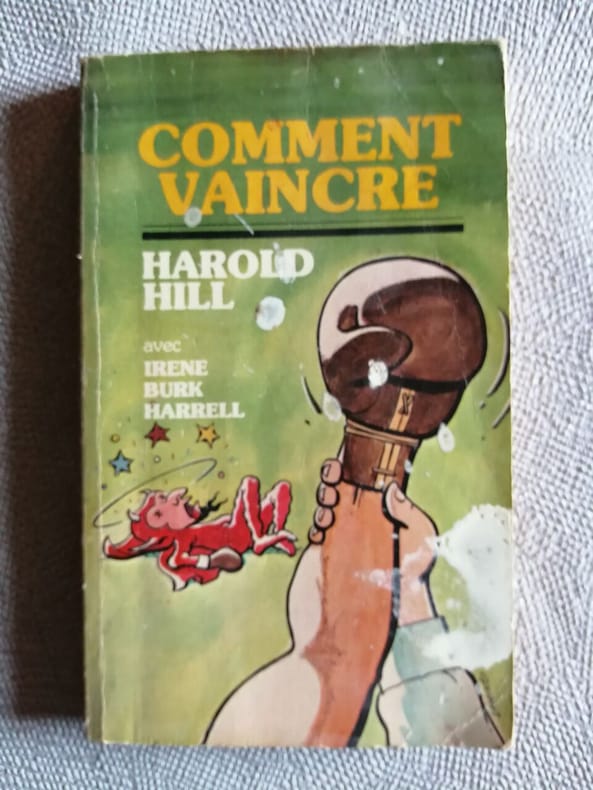 COMMENT
VAINCRE
HAROLD
HILL
avec
IRENE
BURK
HARRELL